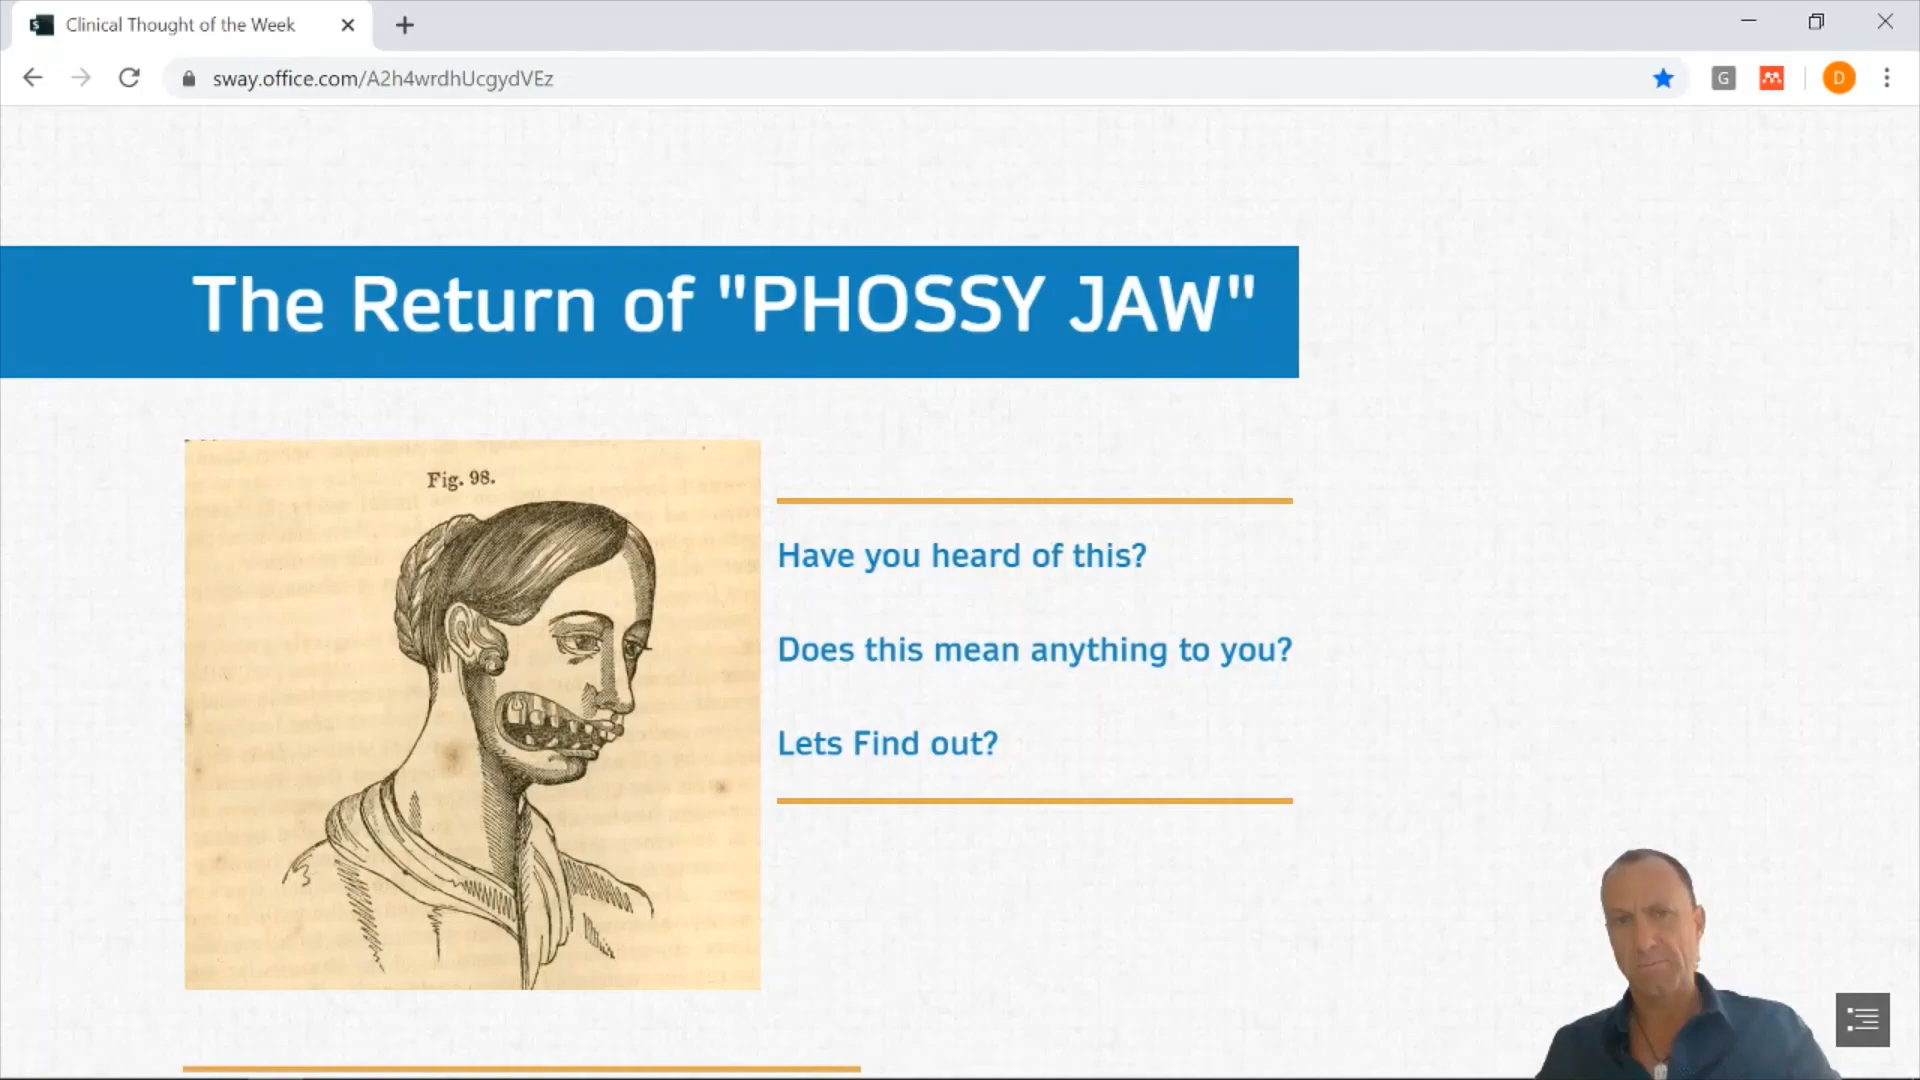 Clinical Thought of the Week
sway.office.com/A2h4wrdhUcgydVEz
G
D
The Return of "PHOSSY JAW"
Fig. 98.
Have you heard of this?
Does this mean anything to you?
Lets Find out?